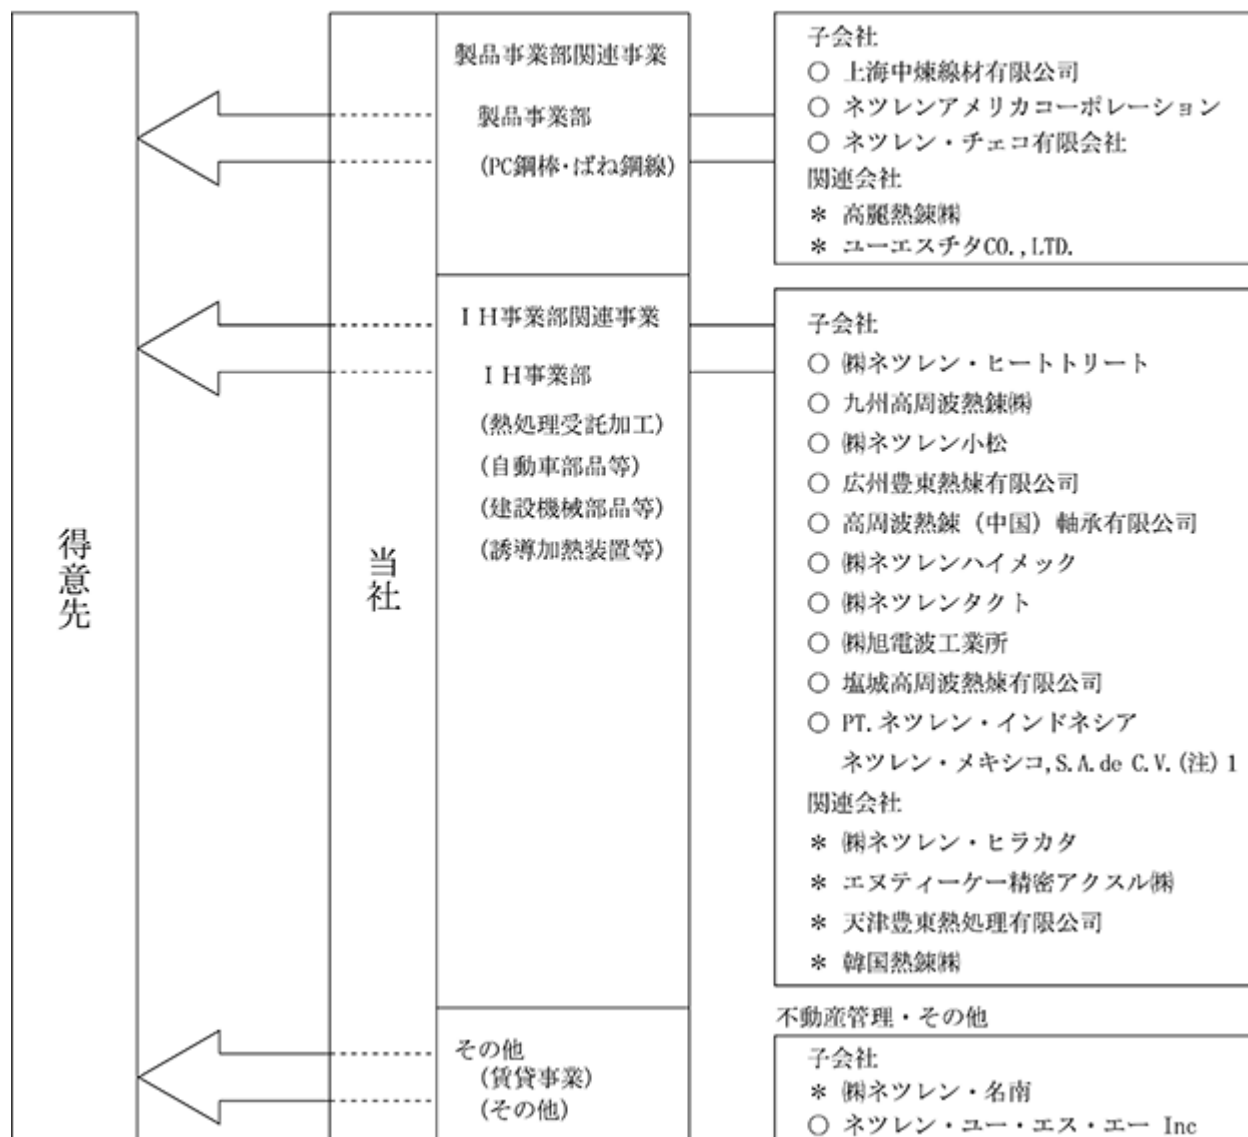 得意先
当社
製品事業部関連事業
製品事業部
(PC鋼棒・ばね鋼線)
子会社
○ 上海中煉線材有限公司
○ ネツレンアメリカコーポレーション
○ ネツレン・チェコ有限会社
関連会社
* 高麗熱錬㈱
* ユーエスチタCO.,LTD.
ＩＨ事業部関連事業
ＩＨ事業部
(熱処理受託加工)
(自動車部品等)
(建設機械部品等)
(誘導加熱装置等)
子会社
○ ㈱ネツレン・ヒートトリート
○ 九州高周波熱錬㈱
○ ㈱ネツレン小松
○ 広州豊東熱煉有限公司
○ 高周波熱錬（中国）軸承有限公司
○ ㈱ネツレンハイメック
○ ㈱ネツレンタクト
○ ㈱旭電波工業所
○ 塩城高周波熱煉有限公司
○ PT.ネツレン・インドネシア
ネツレン・メキシコ,S.A.de C.V.(注)1
関連会社
* ㈱ネツレン・ヒラカタ
* エヌティーケー精密アクスル㈱
* 天津豊東熱処理有限公司
* 韓国熱錬㈱
その他
(賃貸事業)
(その他)
不動産管理・その他
子会社
* ㈱ネツレン・名南
○ ネツレン・ユー・エス・エー Inc